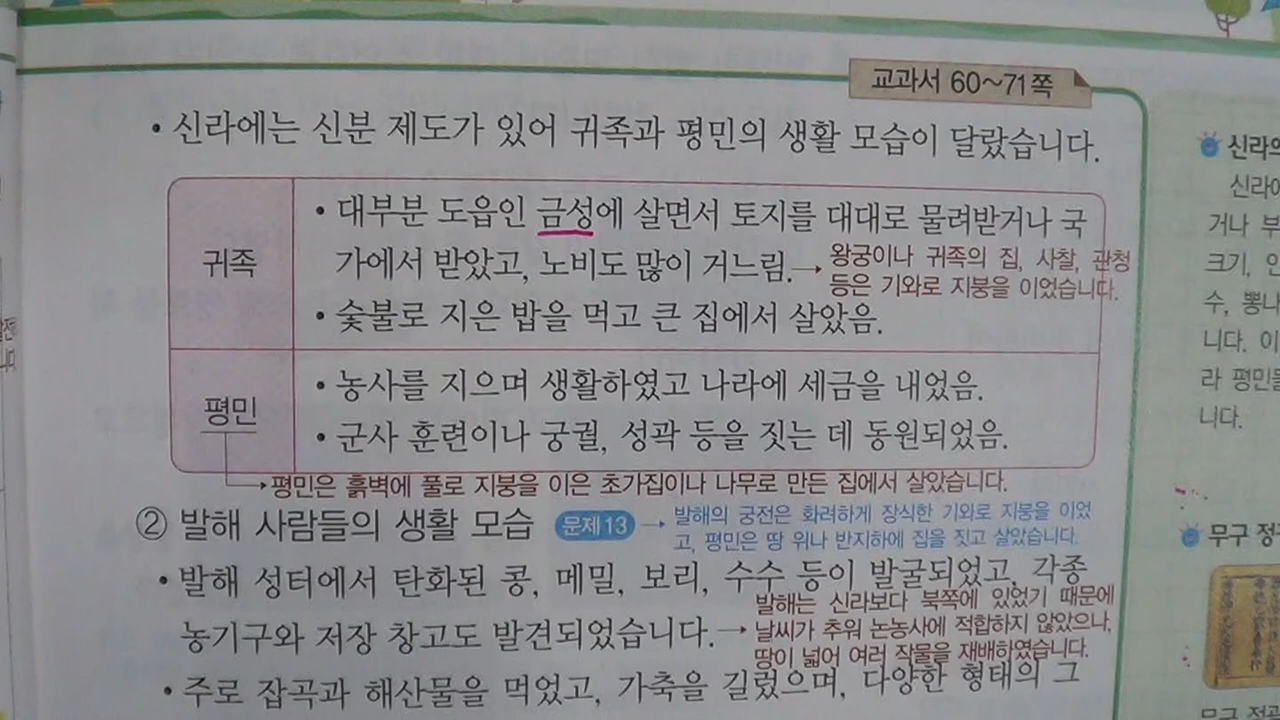 교과서 60~71쪽
• 신라에는 신분 제도가 있어 귀족과 평민의 생활 모습이 달랐습니다.
귀족
• 대부분 도읍인 금성에 살면서 토지를 대대로 물려받거나 국
가에서 받았고, 노비도 많이 거느림.
→ 왕궁이나 귀족의 집, 사찰, 관청
등은 기와로 지붕을 이었습니다.
• 숯불로 지은 밥을 먹고 큰 집에서 살았음.
평민
• 농사를 지으며 생활하였고 나라에 세금을 내었음.
• 군사 훈련이나 궁궐, 성곽 등을 짓는 데 동원되었음.
→ 평민은 흙벽에 풀로 지붕을 이은 초가집이나 나무로 만든 집에서 살았습니다.
② 발해 사람들의 생활 모습 문제 13
→ 발해의 궁전은 화려하게 장식한 기와로 지붕을 이었
고, 평민은 땅 위나 반지하에 집을 짓고 살았습니다.
• 발해 성터에서 탄화된 콩, 메밀, 보리, 수수 등이 발굴되었고, 각종
농기구와 저장 창고도 발견되었습니다.
→ 발해는 신라보다 북쪽에 있었기 때문에
날씨가 추워 논농사에 적합하지 않았으나,
땅이 넓어 여러 작물을 재배하였습니다.
• 주로 잡곡과 해산물을 먹었고, 가축을 길렀으며, 다양한 형태의 그
신라의
신라에
거나 부
크기, 인
수, 뽕나
니다. 이
라 평민들
니다.
무구 정
무구 정광